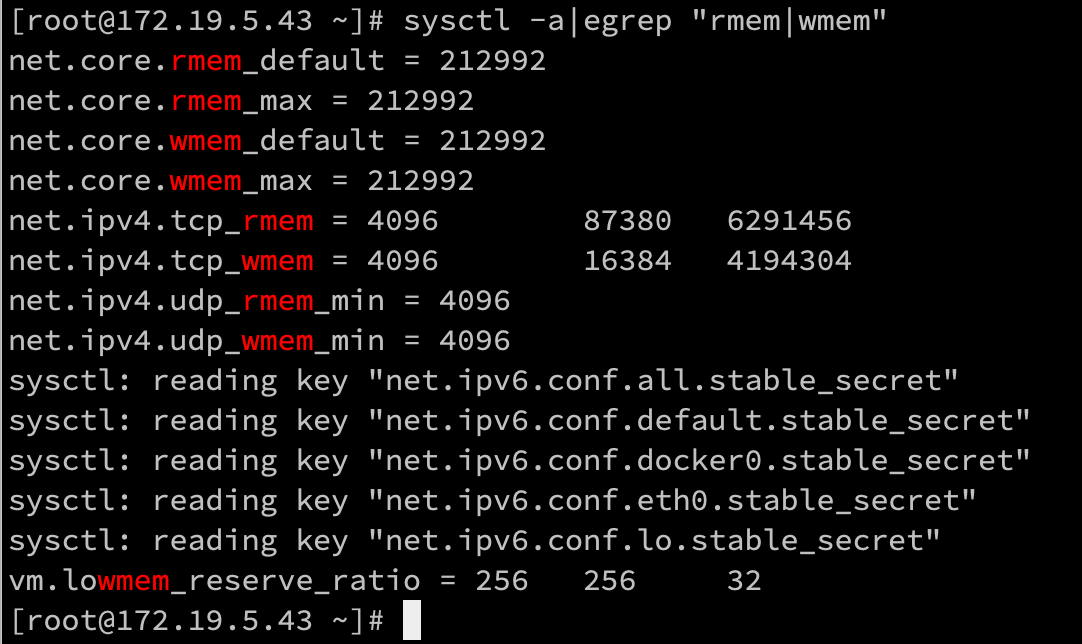 [root@172.19.5.43 ~]# sysctl -a|egrep "rmem|wmem"
net.core.rmem_default = 212992
net.core.rmem_max = 212992
net.core.wmem_default = 212992
net.core.wmem_max = 212992
net.ipv4.tcp_rmem = 4096        87380   6291456
net.ipv4.tcp_wmem = 4096        16384   4194304
net.ipv4.udp_rmem_min = 4096
net.ipv4.udp_wmem_min = 4096
sysctl: reading key "net.ipv6.conf.all.stable_secret"
sysctl: reading key "net.ipv6.conf.default.stable_secret"
sysctl: reading key "net.ipv6.conf.docker0.stable_secret"
sysctl: reading key "net.ipv6.conf.eth0.stable_secret"
sysctl: reading key "net.ipv6.conf.lo.stable_secret"
vm.lowmem_reserve_ratio = 256   256     32
[root@172.19.5.43 ~]#